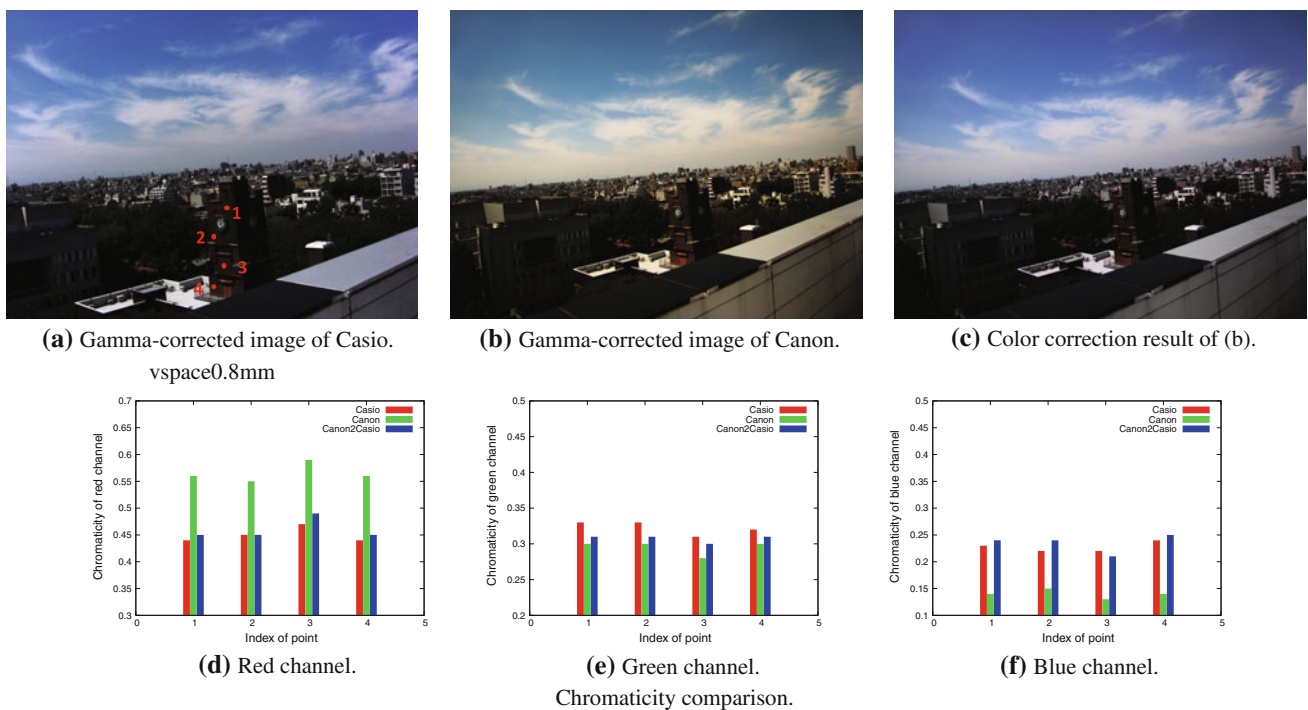 1
2
3
4
(a) Gamma-corrected image of Casio.
vspace0.8mm
(b) Gamma-corrected image of Canon.
(c) Color correction result of (b).
0.7
0.65
0.6
0.55
0.5
0.45
0.4
0.35
0.3
0 1 2 3 4 5
Chromaticity of red channel
Index of point
Casio
Canon
Canon2Casio
(d) Red channel.
0.5
0.45
0.4
0.35
0.3
0.25
0.2
0 1 2 3 4 5
Chromaticity of green channel
Index of point
Casio
Canon
Canon2Casio
(e) Green channel.
0.5
0.45
0.4
0.35
0.3
0.25
0.2
0.15
0.1
0 1 2 3 4 5
Chromaticity of blue channel
Index of point
Casio
Canon
Canon2Casio
(f) Blue channel.
Chromaticity comparison.